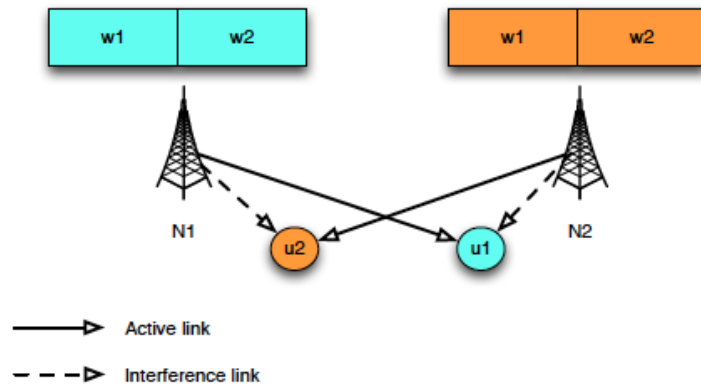 w1 w2 w1 w2
N1 N2
u2 u1
Active link
Interference link